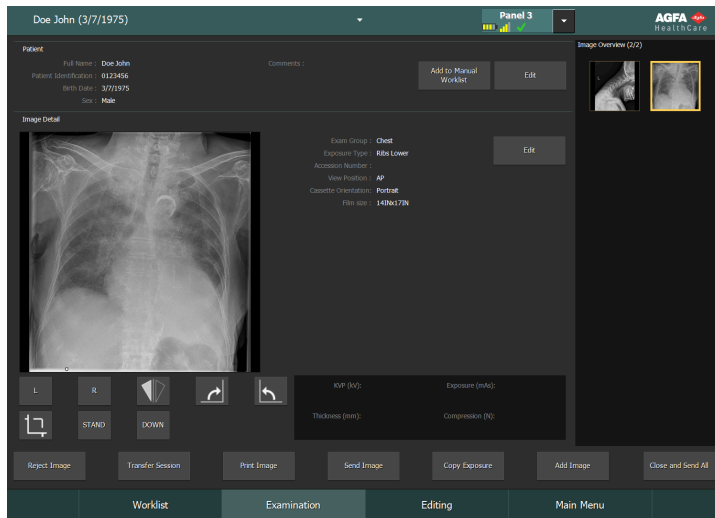 Doe John (3/7/1975)
Panel 3
AGFA
Agfa
HealthCare
Patient
Full Name : Doe John
Patient Identification : 0123456
Birth Date : 3/7/1975
Sex : Male
Comments :
Add to Manual
Worklist
Edit
Image Overview (2/2)
L
Image Detail
Exam Group : Chest
Exposure Type : Ribs Lower
Accession Number :
View Position : AP
Cassette Orientation: Portrait
Film size : 14INx17IN
Edit
L
R
STAND
DOWN
KVP (kV):
Exposure (mAs):
Thickness (mm):
Compression (N):
Reject Image
Transfer Session
Print Image
Send Image
Copy Exposure
Add Image
Close and Send All
Worklist
Examination
Editing
Main Menu